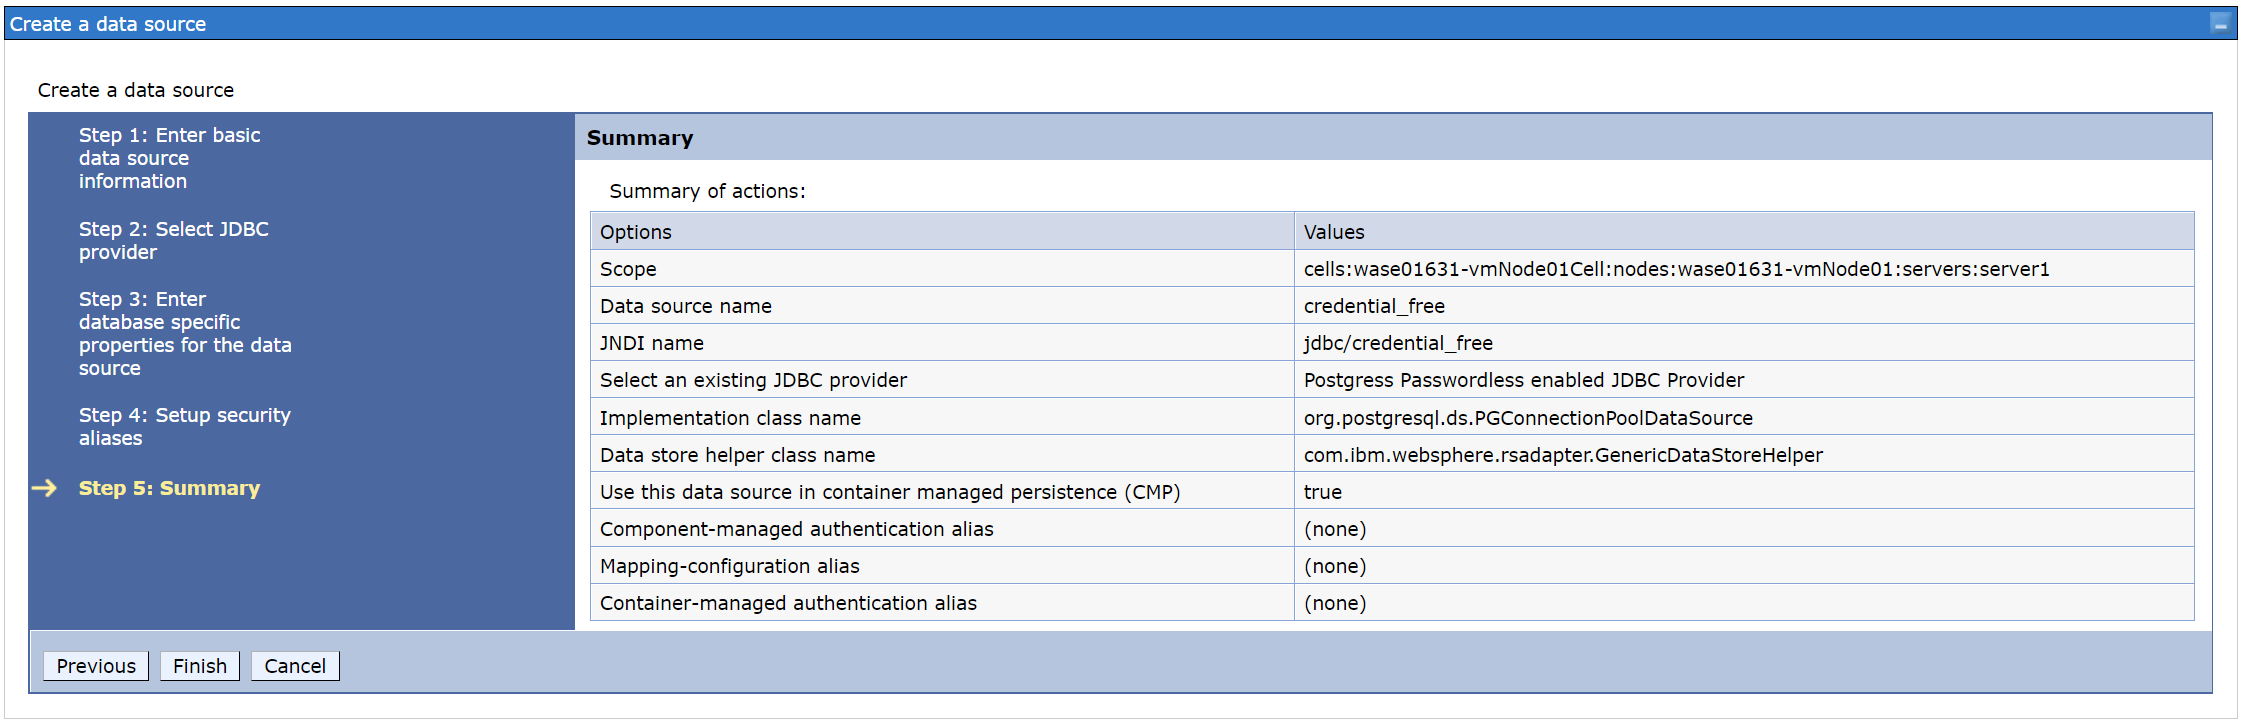 Create a data source
Create a data source
Step 1: Enter basic
data source
information
Step 2: Select JDBC
provider
Step 3: Enter
database specific
properties for the data
source
Step 4: Setup security
aliases
Step 5: Summary
Summary
Summary of actions:
Options Values
Scope cells:wase01631-vmNode01Cell:nodes:wase01631-vmNode01:servers:server1
Data source name credential_free
JNDI name jdbc/credential_free
Select an existing JDBC provider Postgress Passwordless enabled JDBC Provider
Implementation class name org.postgresql.ds.PGConnectionPoolDataSource
Data store helper class name com.ibm.websphere.rsadapter.GenericDataStoreHelper
Use this data source in container managed persistence (CMP) true
Component-managed authentication alias (none)
Mapping-configuration alias (none)
Container-managed authentication alias (none)
Previous Finish Cancel